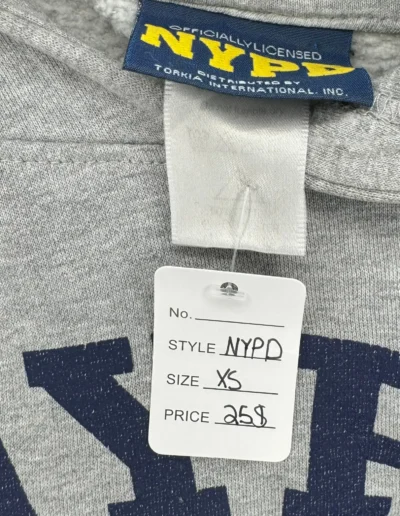 OFFICIALLY LICENSED
NYPD
DISTRIBUTED BY
TORKIA INTERNATIONAL, INC.
No.
STYLE NYPD
SIZE XS
PRICE 25$